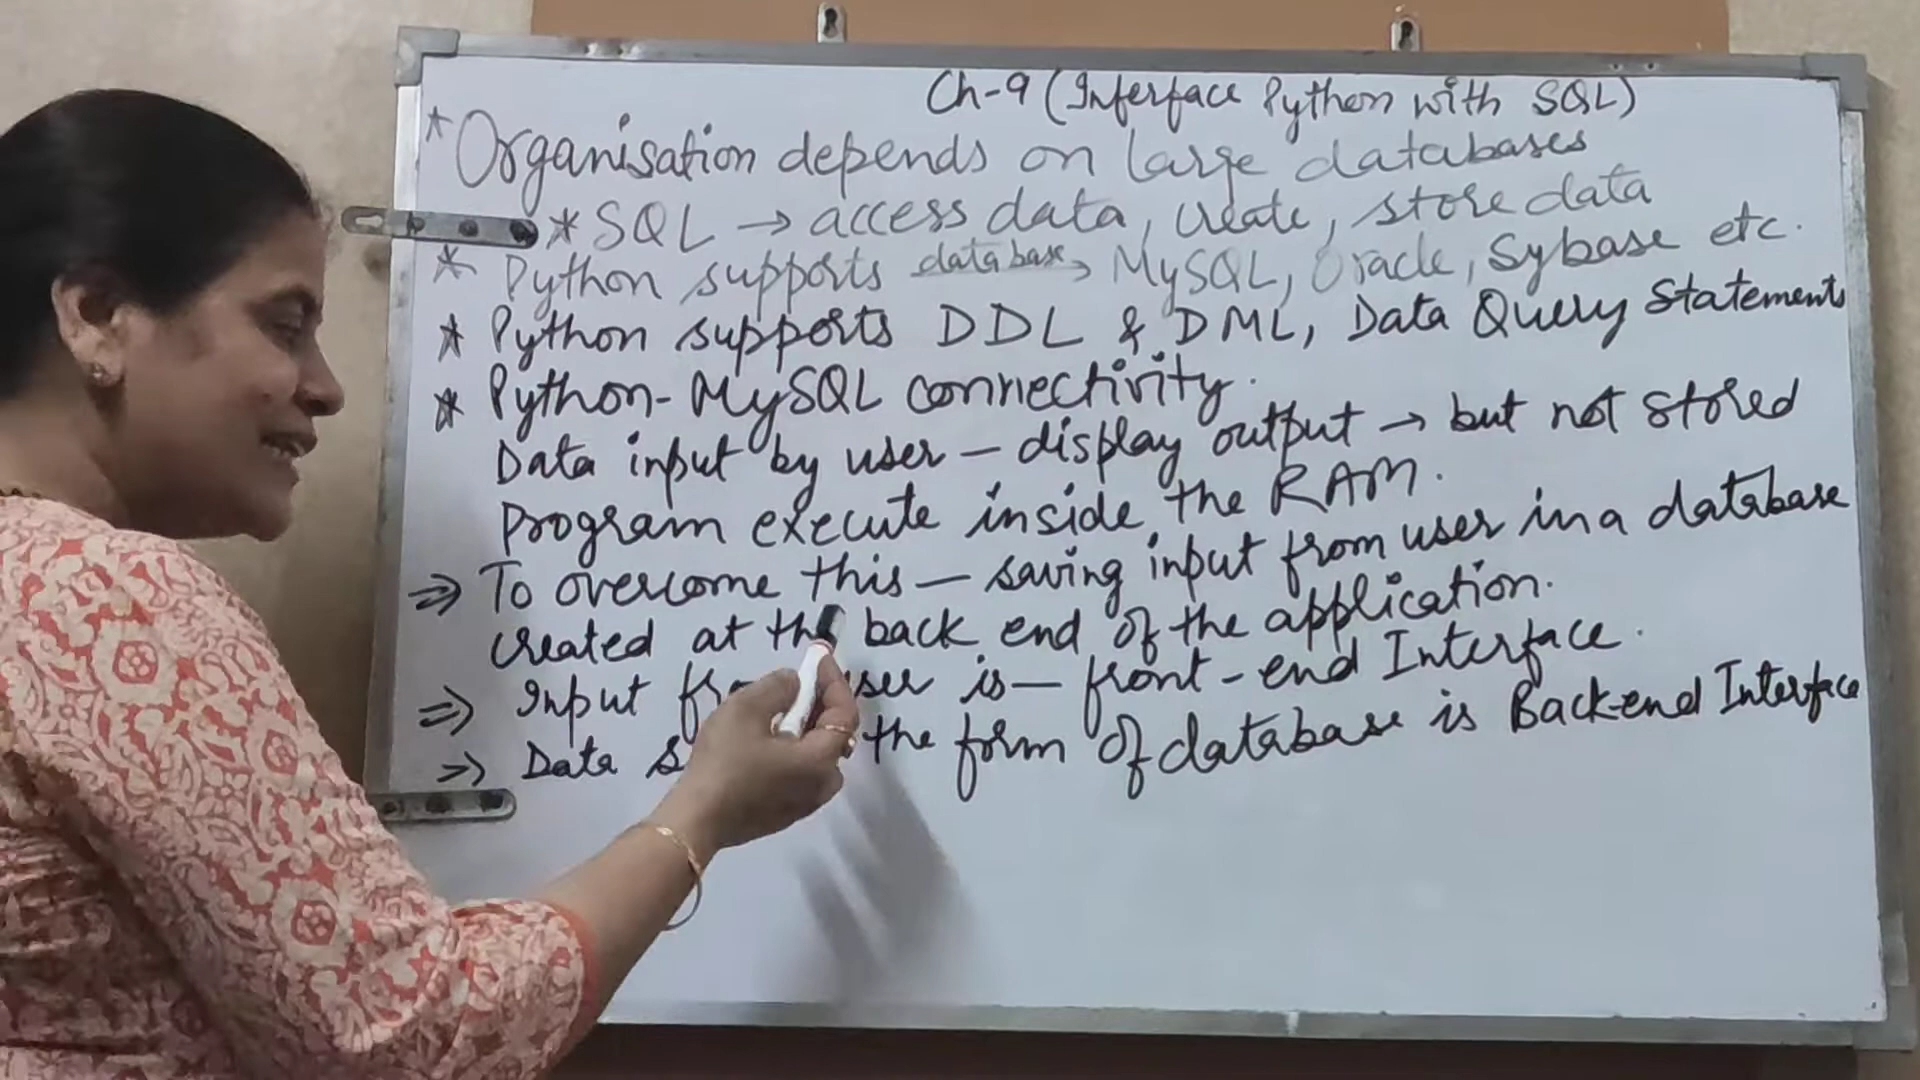 Ch-9 (Interface Python with SQL)
* Organisation depends on large databases
* SQL → access data, create, store data
* Python supports database, MySQL, Oracle, Sybase etc.
* Python supports DDL & DML, Data Query Statements
* Python-MySQL connectivity.
Data input by user — display output → but not stored
Program execute inside the RAM.
⇒ To overcome this — saving input from user in a database
created at the back end of the application.
⇒ Input user is — front-end Interface.
⇒ Data the form of database is Back-end Interface